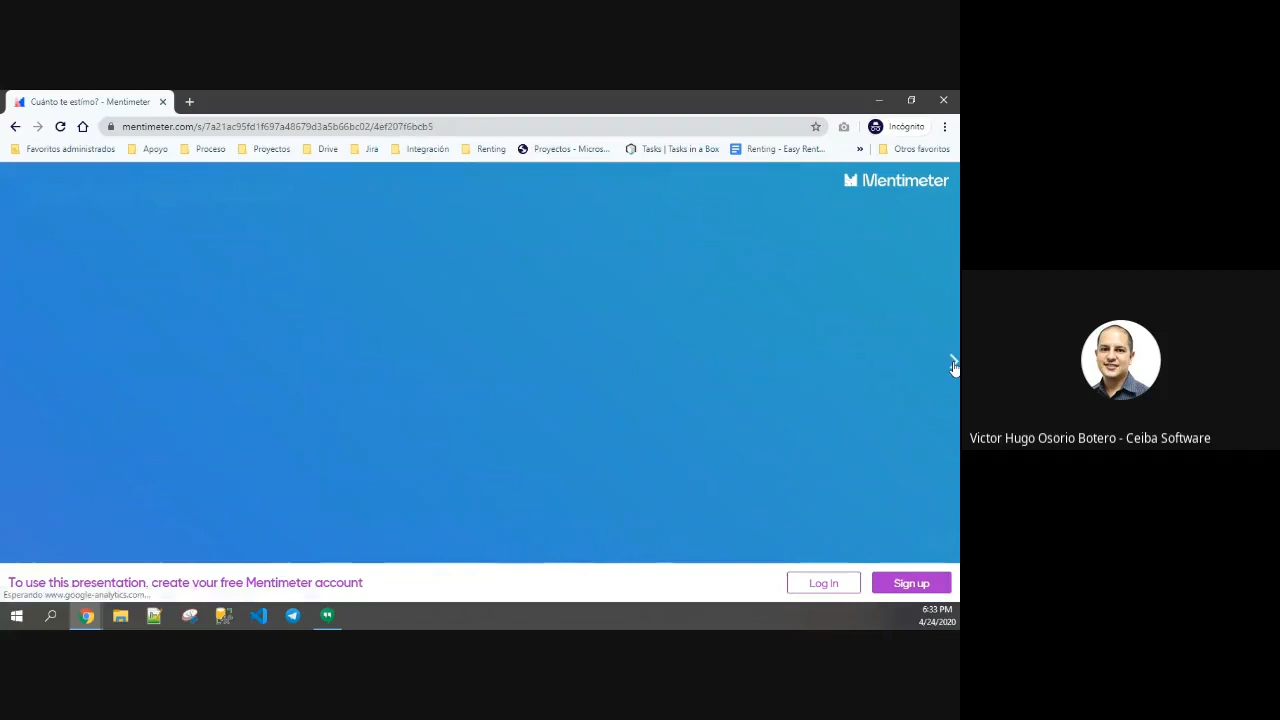 Cuánto te estímo? - Mentimeter
mentimeter.com/s/7a21ac95fd1f697a48679d3a5b66bc02/4ef207f6bcb5
Incógnito
Favoritos administrados
Apoyo
Proceso
Proyectos
Drive
Jira
Integración
Renting
Proyectos - Micros...
Tasks | Tasks in a Box
Renting - Easy Rent...
»
Otros favoritos
Mentimeter
Victor Hugo Osorio Botero - Ceiba Software
To use this presentation, create your free Mentimeter account
Log in
Sign up
Esperando www.google-analytics.com...
6:33 PM
4/24/2020